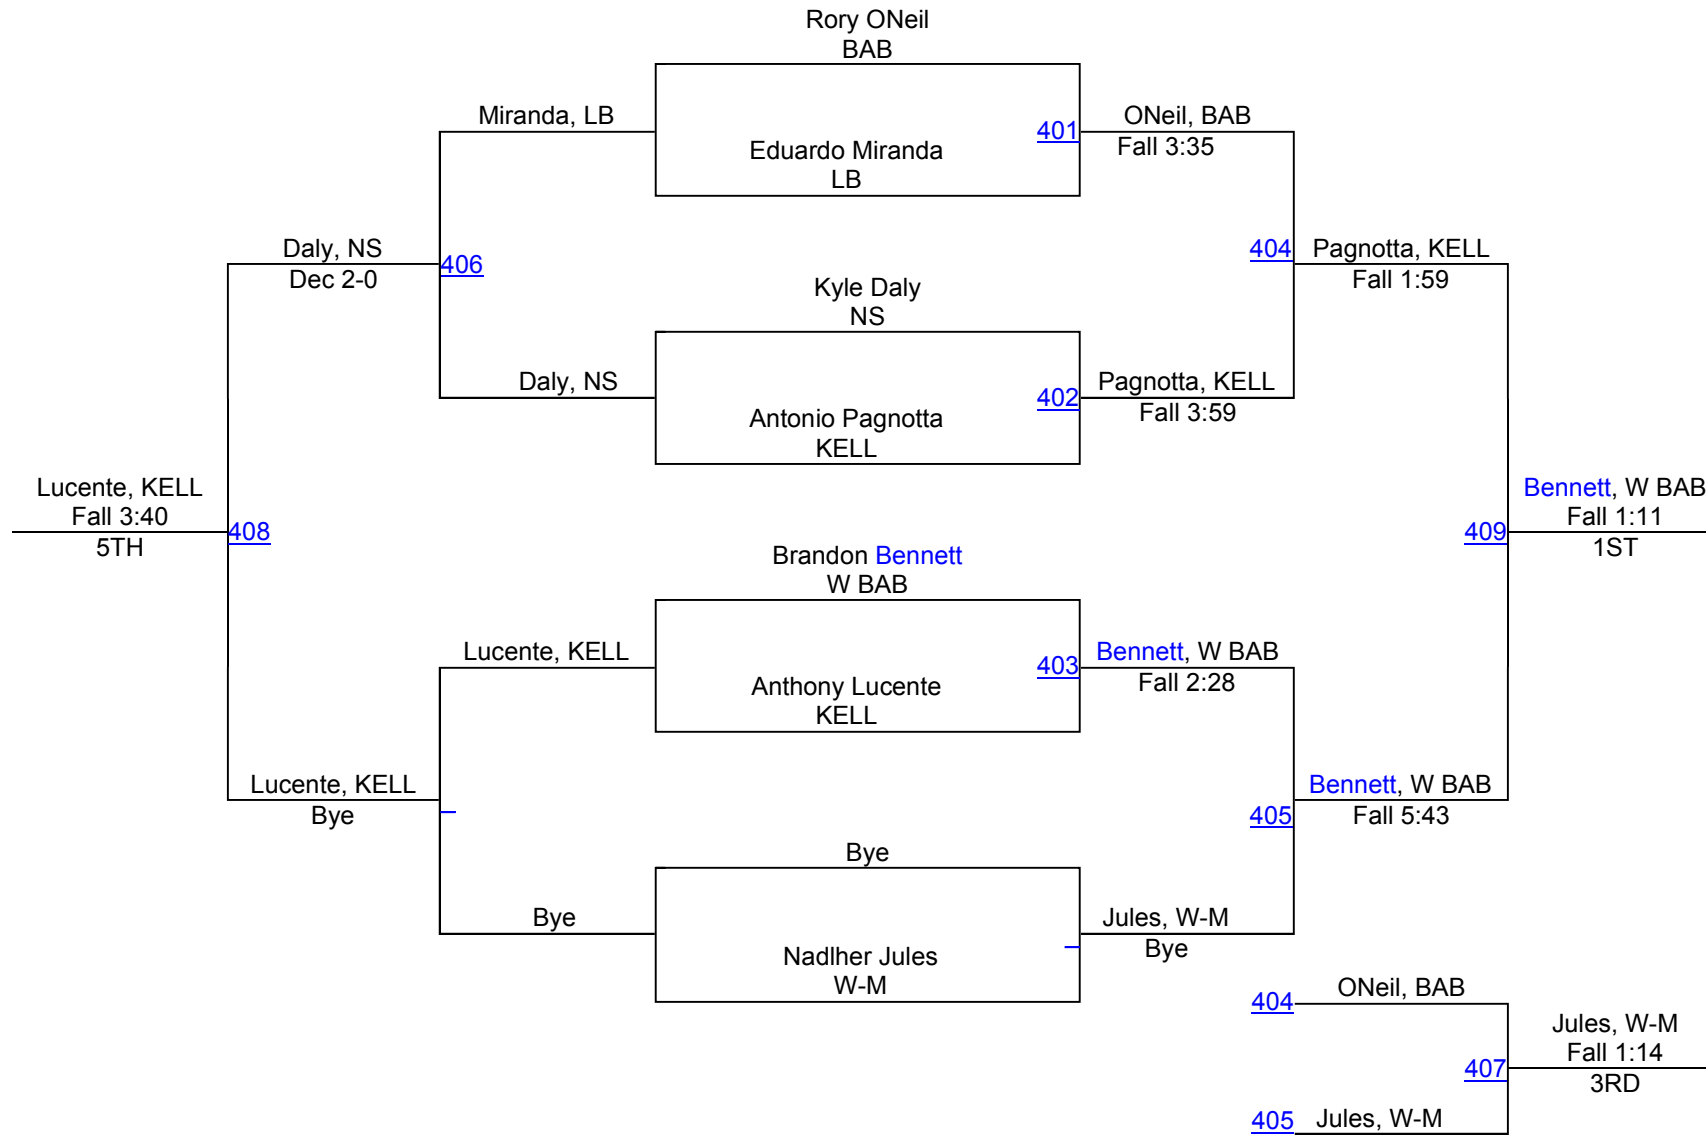 Rory ONeil
BAB
Miranda, LB
401
ONeil, BAB
Fall 3:35
Eduardo Miranda
LB
Daly, NS
Dec 2-0
406
404
Pagnotta, KELL
Fall 1:59
Kyle Daly
NS
Daly, NS
402
Pagnotta, KELL
Fall 3:59
Antonio Pagnotta
KELL
Lucente, KELL
Fall 3:40
5TH
408
409
Bennett, W BAB
Fall 1:11
1ST
Brandon Bennett
W BAB
Lucente, KELL
403
Bennett, W BAB
Fall 2:28
Anthony Lucente
KELL
Lucente, KELL
Bye
405
Bennett, W BAB
Fall 5:43
Bye
Bye
Jules, W-M
Bye
Nadlher Jules
W-M
404
ONeil, BAB
407
Jules, W-M
Fall 1:14
3RD
405
Jules, W-M